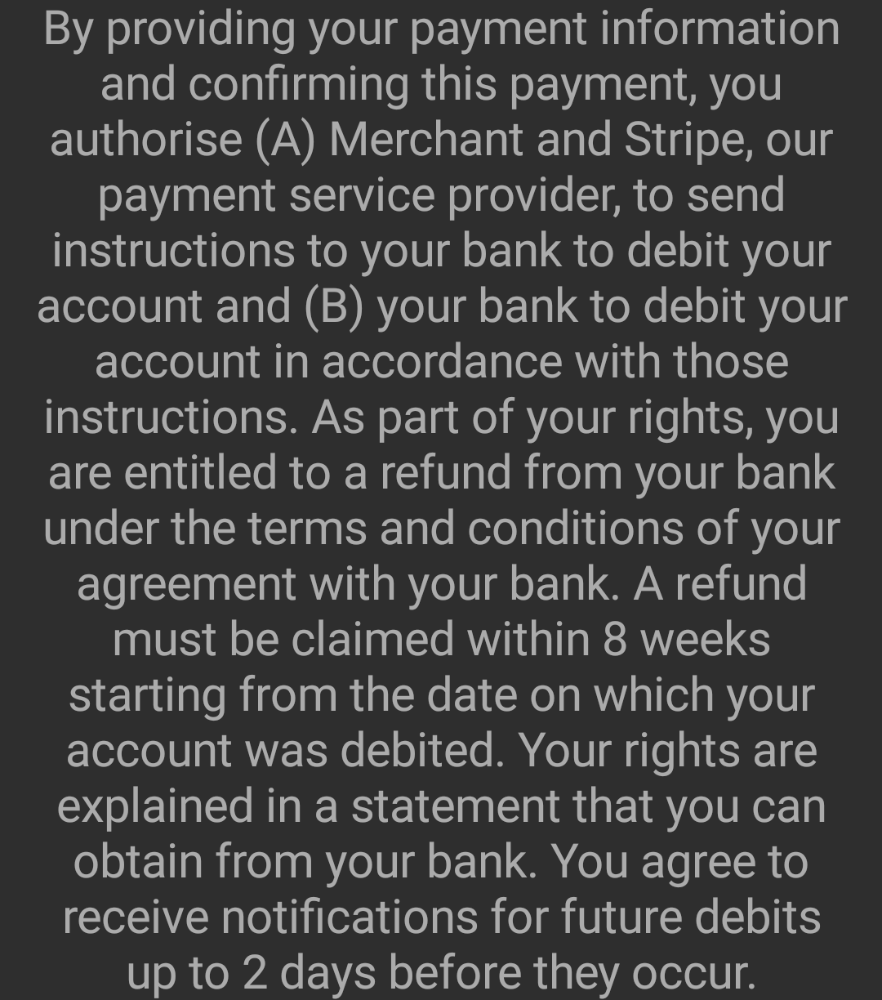 By providing your payment information
and confirming this payment, you
authorise (A) Merchant and Stripe, our
payment service provider, to send
instructions to your bank to debit your
account and (B) your bank to debit your
account in accordance with those
instructions. As part of your rights, you
are entitled to a refund from your bank
under the terms and conditions of your
agreement with your bank. A refund
must be claimed within 8 weeks
starting from the date on which your
account was debited. Your rights are
explained in a statement that you can
obtain from your bank. You agree to
receive notifications for future debits
up to 2 days before they occur.